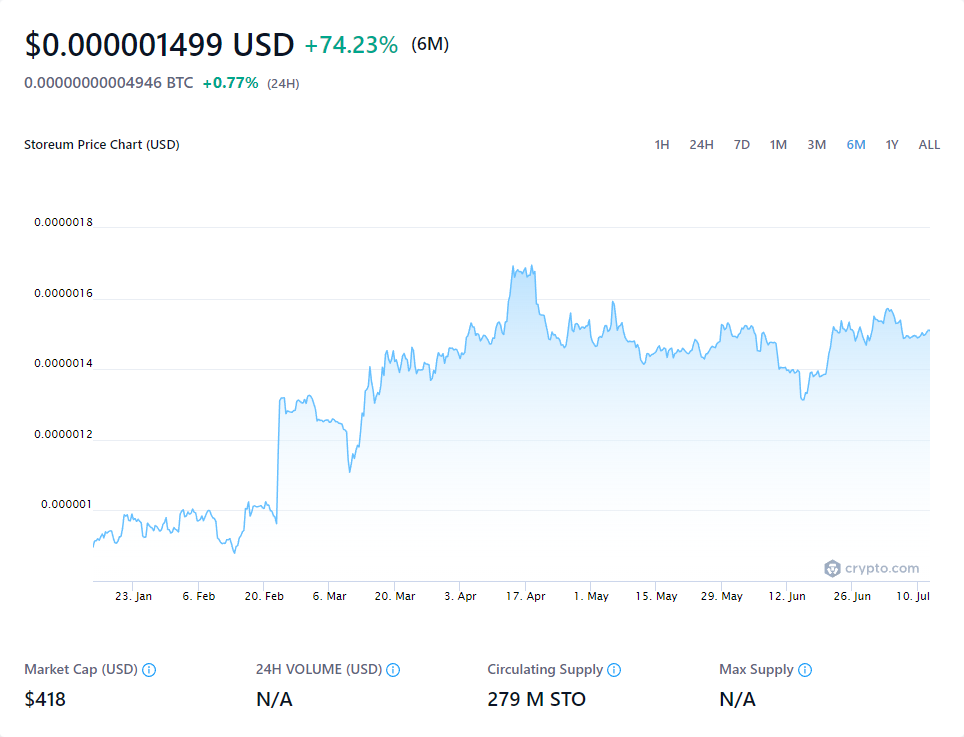 $0.000001499 USD +74.23% (6M)
0.00000000004946 BTC +0.77% (24H)
Storeum Price Chart (USD) 1H 24H 7D 1M 3M 6M 1Y ALL
0.0000018
0.0000016
0.0000014
0.0000012
0.000001
crypto.com
23. Jan 6. Feb 20. Feb 6. Mar 20. Mar 3. Apr 17. Apr 1. May 15. May 29. May 12. Jun 26. Jun 10. Jul
Market Cap (USD) 24H VOLUME (USD) Circulating Supply Max Supply
$418 N/A 279 M STO N/A